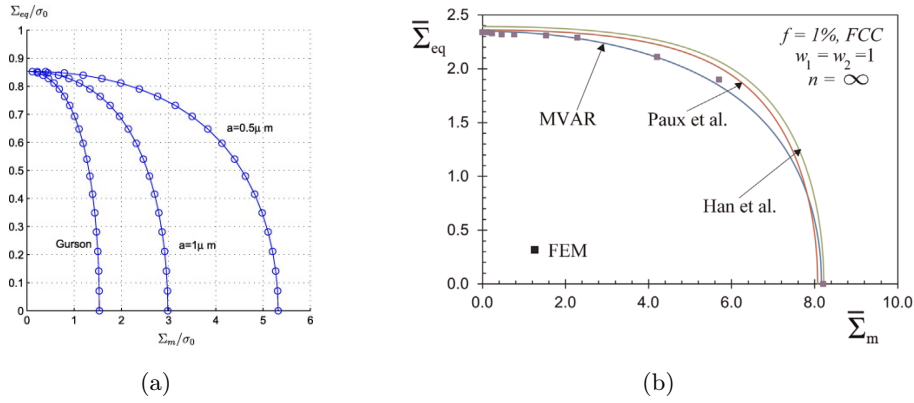 Σeq/σ0
1
0.9
0.8
0.7
0.6
0.5
0.4
0.3
0.2
0.1
0
0 1 2 3 4 5 6
Σm/σ0
a=0.5μ m
Gurson
a=1μ m
(a)
Σ̿eq
2.5
2.0
1.5
1.0
0.5
0.0
0.0 2.0 4.0 6.0 8.0 10.0
Σ̿m
f = 1%, FCC
w1 = w2 =1
n = ∞
MVAR
Paux et al.
Han et al.
FEM
(b)